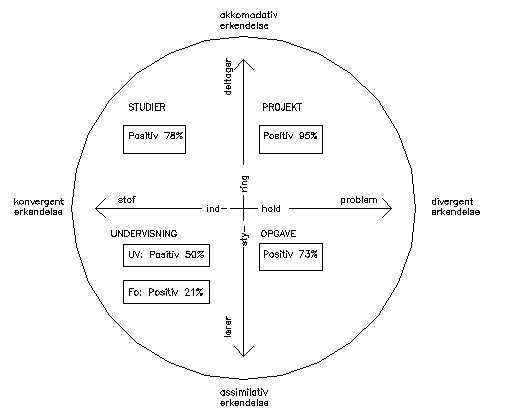 akkomodativ
erkendelse
deltager
STUDIER
PROJEKT
Positiv 78%
Positiv 95%
ring
konvergent
erkendelse
stof
ind-
hold
problem
divergent
erkendelse
UNDERVISNING
sty-
OPGAVE
UV: Positiv 50%
Positiv 73%
Fo: Positiv 21%
lærer
assimilativ
erkendelse